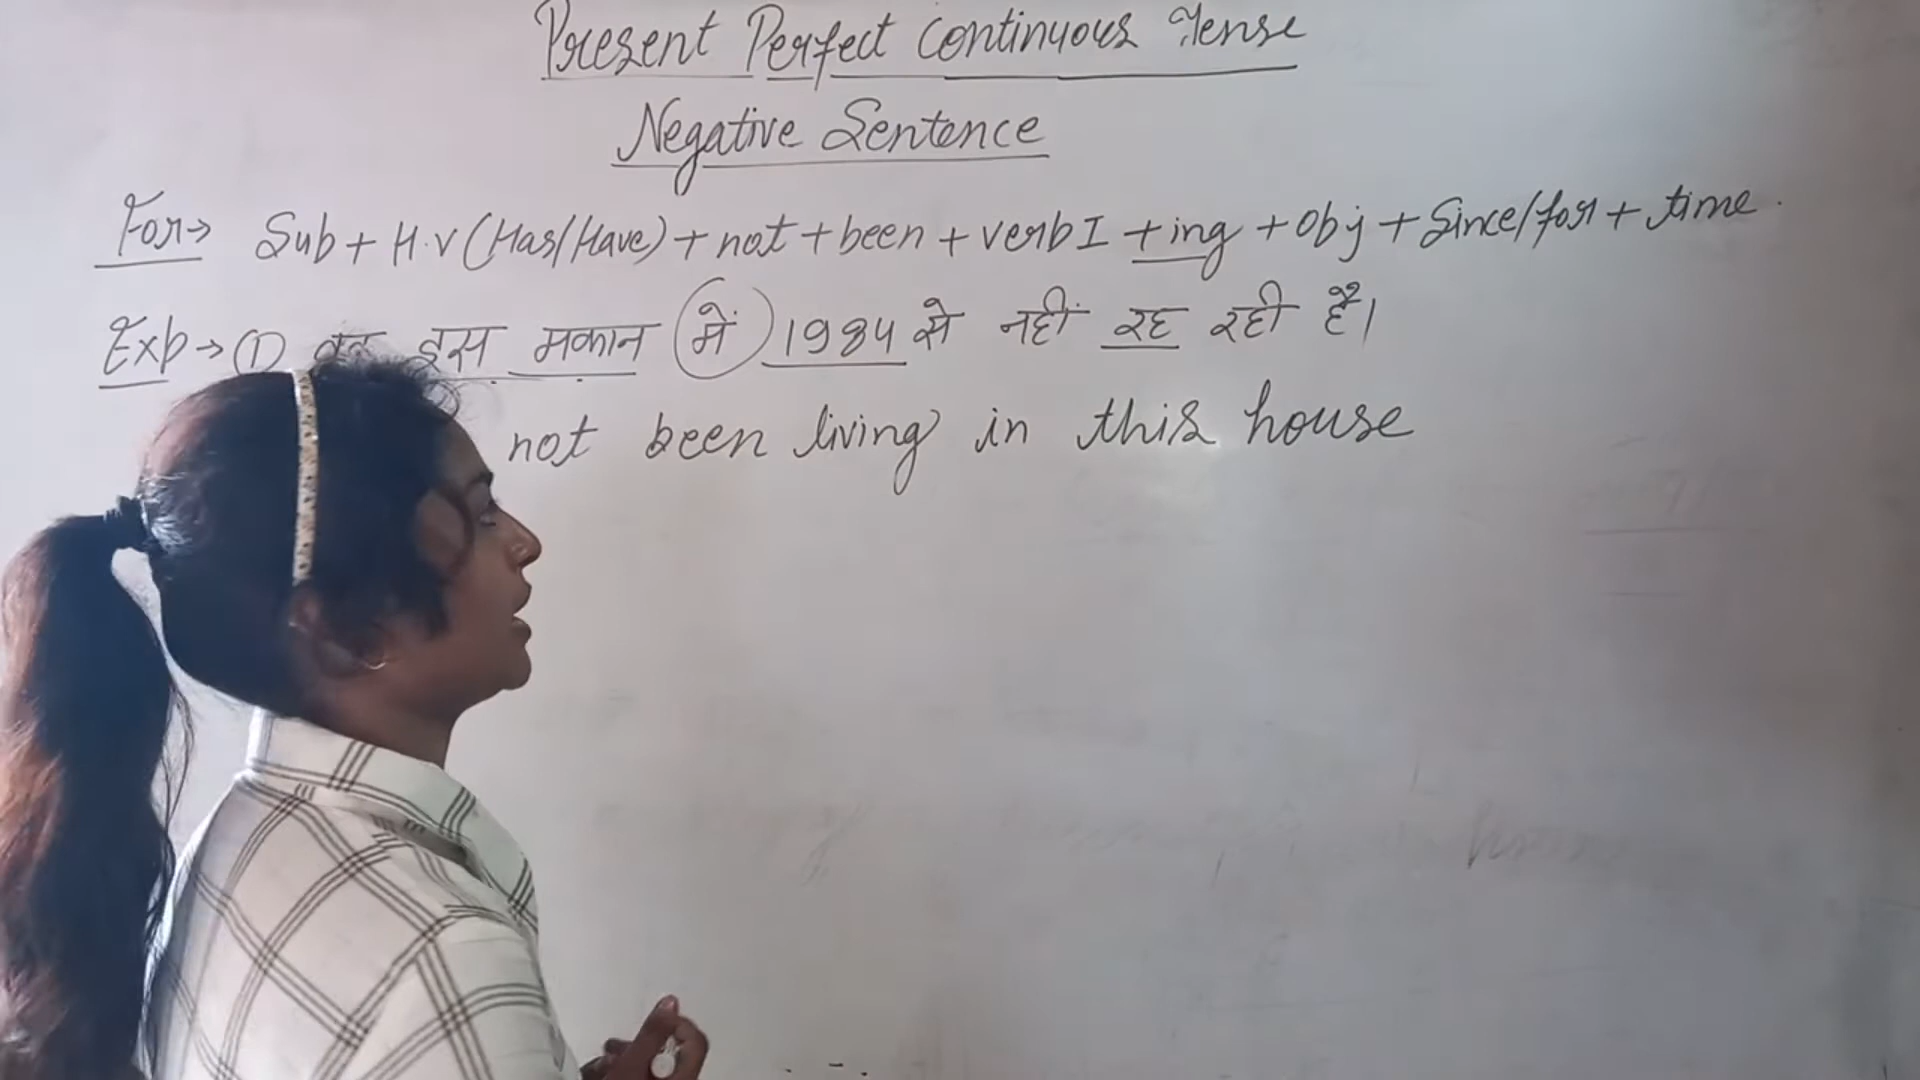 Present Perfect Continuous Tense
Negative Sentence
For→ Sub + H.V (Has/Have) + not + been + verb I + ing + Obj + Since/for + time.
Exp→ ① वह इस मकान में 1984 से नहीं रह रही है।
not been living in this house